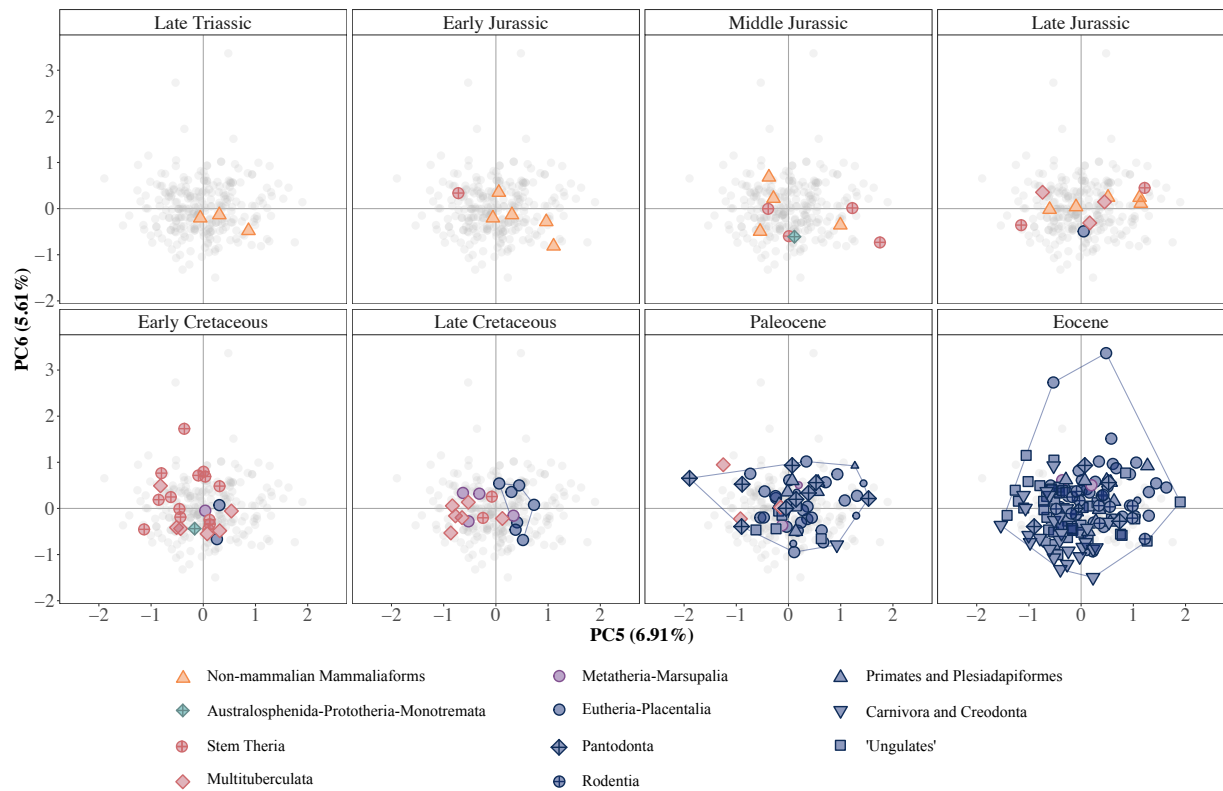 Late Triassic Early Jurassic Middle Jurassic Late Jurassic
3
2
1
0
−1
−2
Early Cretaceous Late Cretaceous Paleocene Eocene
3
2
1
0
−1
−2
−2 −1 0 1 2 −2 −1 0 1 2 −2 −1 0 1 2 −2 −1 0 1 2
PC6 (5.61%)
PC5 (6.91%)
Non-mammalian Mammaliaforms
Australosphenida-Prototheria-Monotremata
Stem Theria
Multituberculata
Metatheria-Marsupalia
Eutheria-Placentalia
Pantodonta
Rodentia
Primates and Plesiadapiformes
Carnivora and Creodonta
'Ungulates'